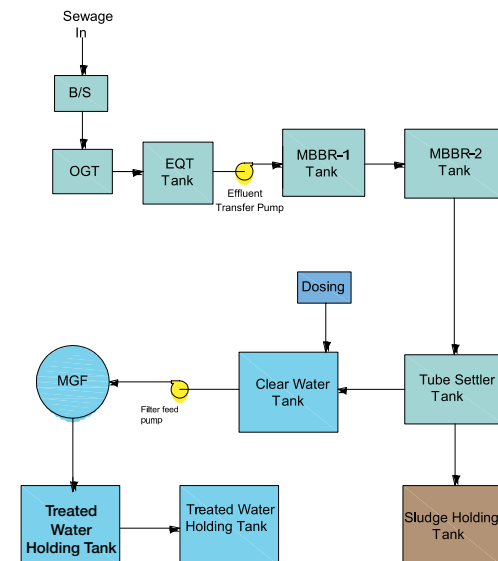 Sewage
In
B/S
OGT
EQT
Tank
Effluent
Transfer Pump
MBBR-1
Tank
MBBR-2
Tank
Dosing
MGF
Filter feed
pump
Clear Water
Tank
Tube Settler
Tank
Treated
Water
Holding Tank
Treated Water
Holding Tank
Sludge Holding
Tank